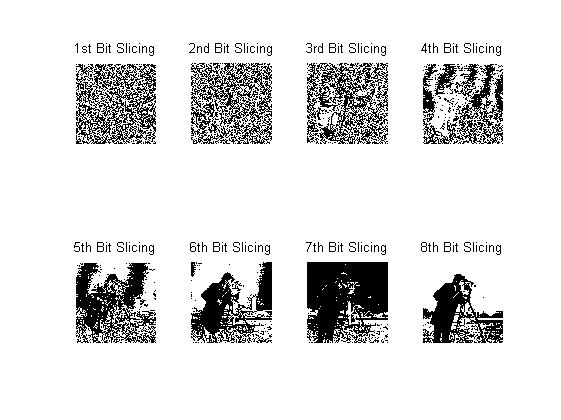 1st Bit Slicing
2nd Bit Slicing
3rd Bit Slicing
4th Bit Slicing
5th Bit Slicing
6th Bit Slicing
7th Bit Slicing
8th Bit Slicing